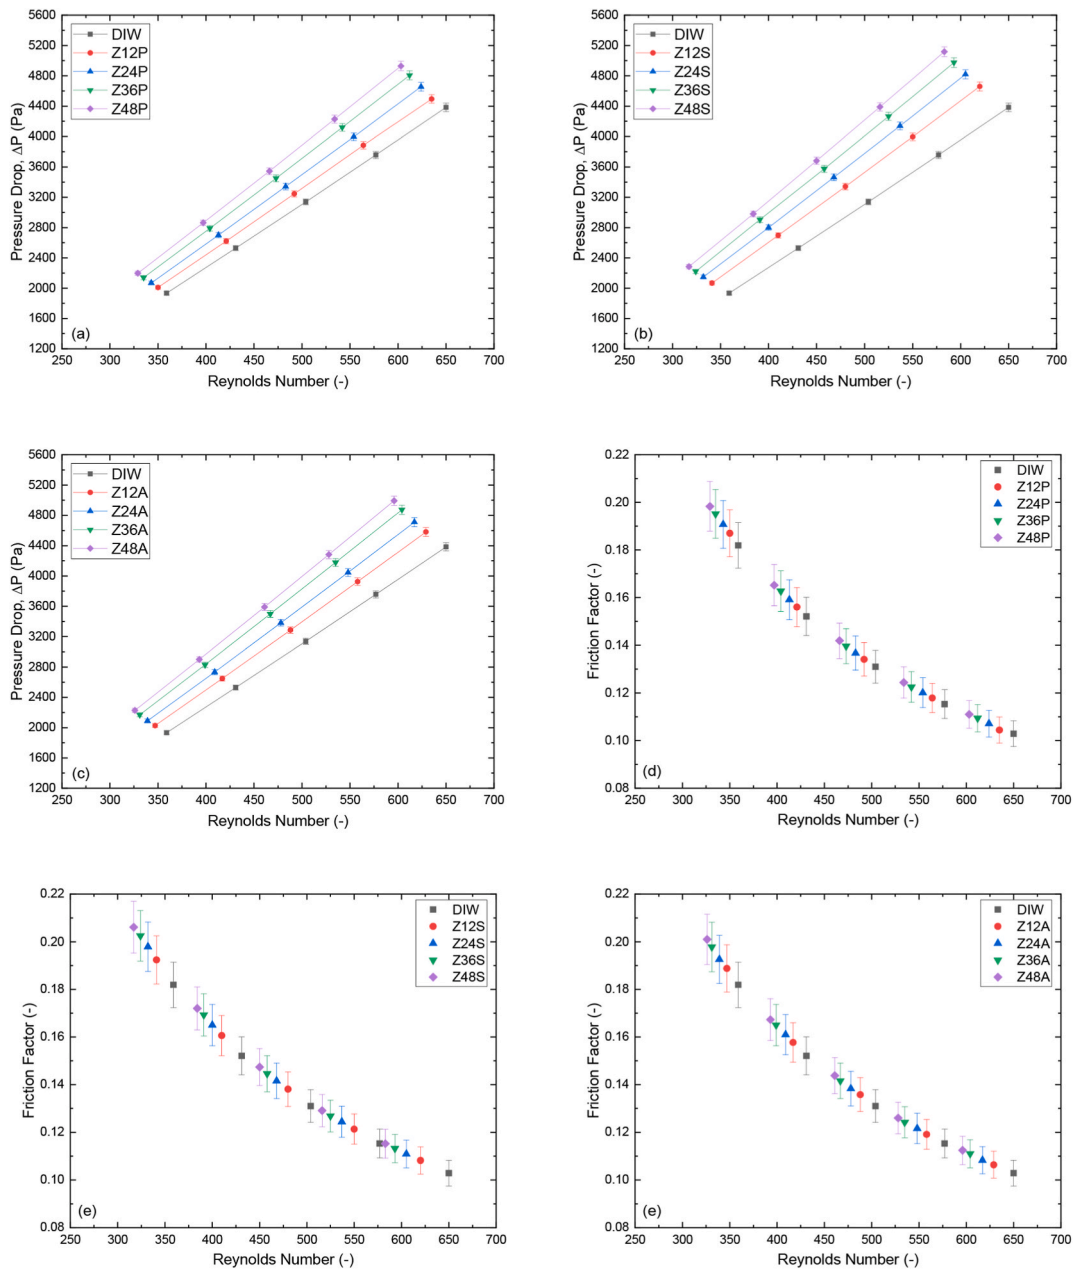 5600
5200
4800
4400
4000
3600
3200
2800
2400
2000
1600
1200
Pressure Drop, ΔP (Pa)
DIW
Z12P
Z24P
Z36P
Z48P
(a)
250 300 350 400 450 500 550 600 650 700
Reynolds Number (-)
5600
5200
4800
4400
4000
3600
3200
2800
2400
2000
1600
1200
Pressure Drop, ΔP (Pa)
DIW
Z12S
Z24S
Z36S
Z48S
(b)
250 300 350 400 450 500 550 600 650 700
Reynolds Number (-)
5600
5200
4800
4400
4000
3600
3200
2800
2400
2000
1600
1200
Pressure Drop, ΔP (Pa)
DIW
Z12A
Z24A
Z36A
Z48A
(c)
250 300 350 400 450 500 550 600 650 700
Reynolds Number (-)
0.22
0.20
0.18
0.16
0.14
0.12
0.10
0.08
Friction Factor (-)
DIW
Z12P
Z24P
Z36P
Z48P
(d)
250 300 350 400 450 500 550 600 650 700
Reynolds Number (-)
0.22
0.20
0.18
0.16
0.14
0.12
0.10
0.08
Friction Factor (-)
DIW
Z12S
Z24S
Z36S
Z48S
(e)
250 300 350 400 450 500 550 600 650 700
Reynolds Number (-)
0.22
0.20
0.18
0.16
0.14
0.12
0.10
0.08
Friction Factor (-)
DIW
Z12A
Z24A
Z36A
Z48A
(e)
250 300 350 400 450 500 550 600 650 700
Reynolds Number (-)